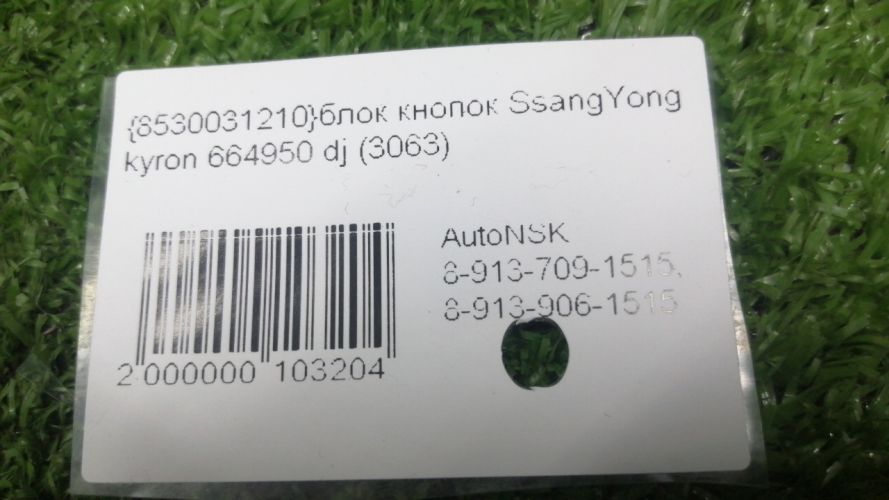 {8530031210}блок кнопок SsangYong
kyron 664950 dj (3063)
AutoNSK
8-913-709-1515,
8-913-906-1515
2 000000 103204